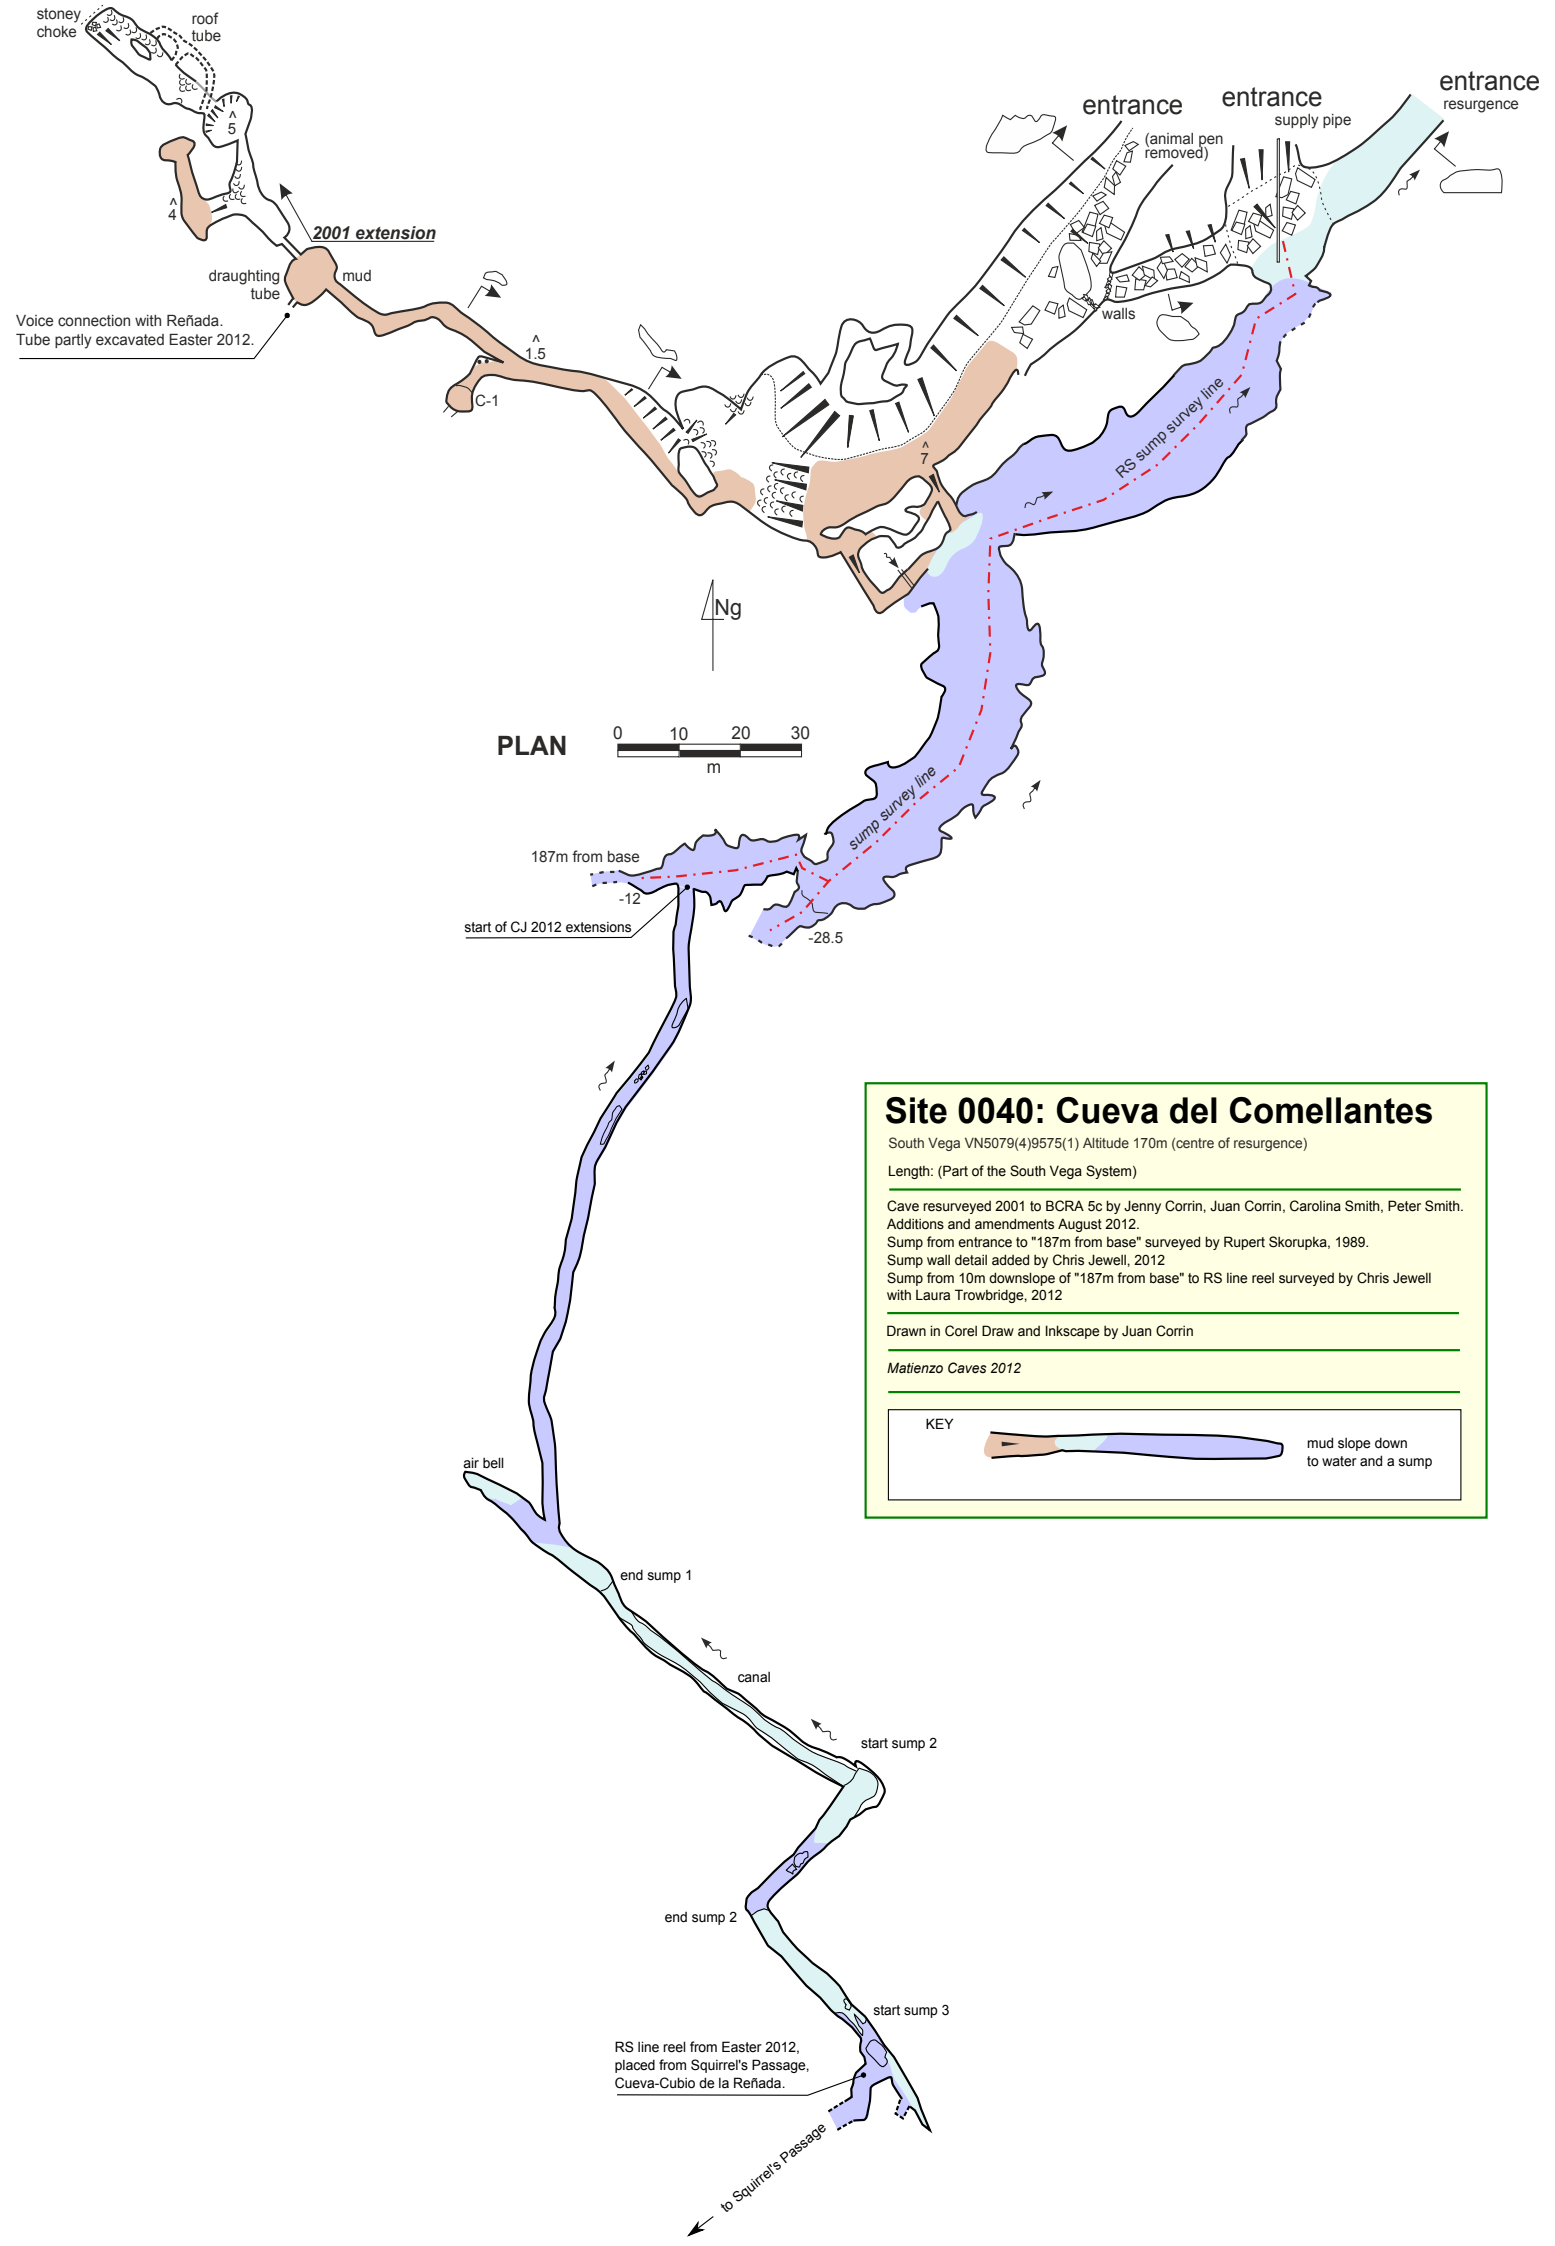 stoney
choke
roof
tube
^
5
^
4
2001 extension
draughting
tube
mud
Voice connection with Reñada.
Tube partly excavated Easter 2012.
^
1.5
C-1
entrance
(animal pen
removed)
entrance
supply pipe
entrance
resurgence
walls
^
7
RS sump survey line
Ng
PLAN
0 10 20 30
m
sump survey line
187m from base
-12
start of CJ 2012 extensions
-28.5
Site 0040: Cueva del Comellantes
South Vega VN5079(4)9575(1) Altitude 170m (centre of resurgence)
Length: (Part of the South Vega System)
Cave resurveyed 2001 to BCRA 5c by Jenny Corrin, Juan Corrin, Carolina Smith, Peter Smith.
Additions and amendments August 2012.
Sump from entrance to "187m from base" surveyed by Rupert Skorupka, 1989.
Sump wall detail added by Chris Jewell, 2012
Sump from 10m downslope of "187m from base" to RS line reel surveyed by Chris Jewell
with Laura Trowbridge, 2012
Drawn in Corel Draw and Inkscape by Juan Corrin
Matienzo Caves 2012
KEY
mud slope down
to water and a sump
air bell
end sump 1
canal
start sump 2
end sump 2
start sump 3
RS line reel from Easter 2012,
placed from Squirrel's Passage,
Cueva-Cubio de la Reñada.
to Squirrel's Passage